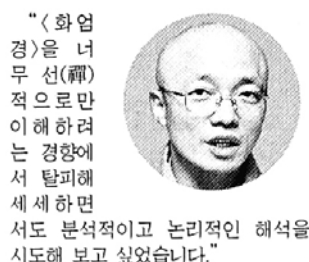 “〈화엄
경〉을 너
무 선(禪)
적으로만
이해하려
는 경향에
서 탈피해
세세하면
서도 분석적이고 논리적인 해석을
시도해 보고 싶었습니다.”